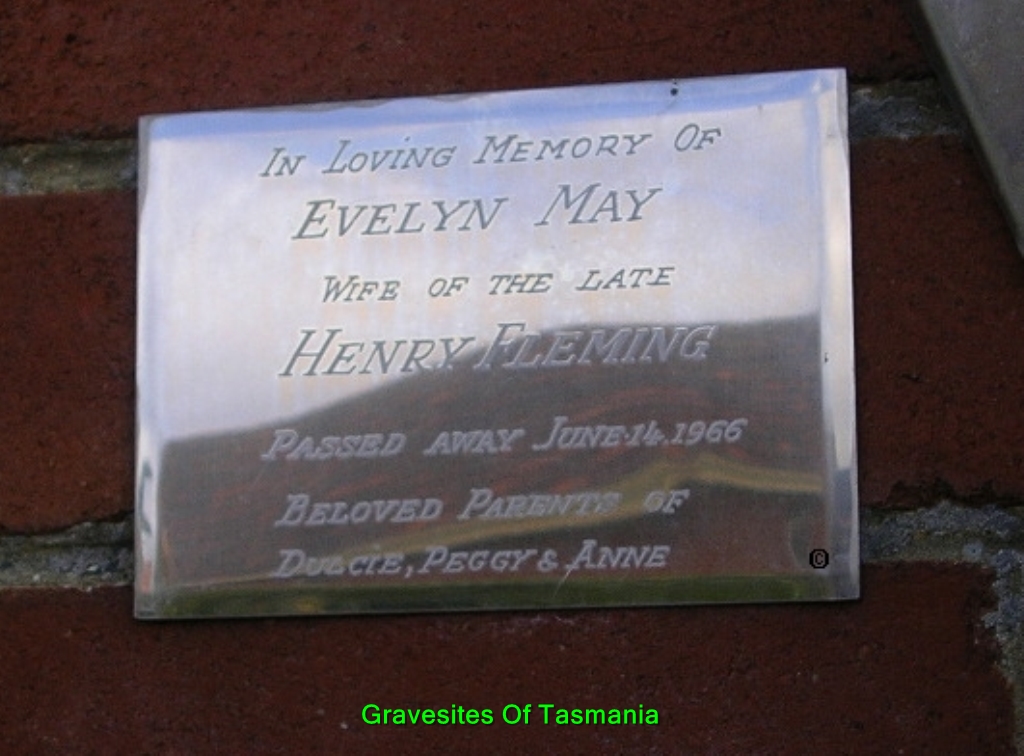 IN LOVING MEMORY OF
EVELYN MAY
WIFE OF THE LATE
HENRY FLEMING
PASSED AWAY JUNE·14.1966
BELOVED PARENTS OF
DULCIE, PEGGY & ANNE
©
Gravesites Of Tasmania